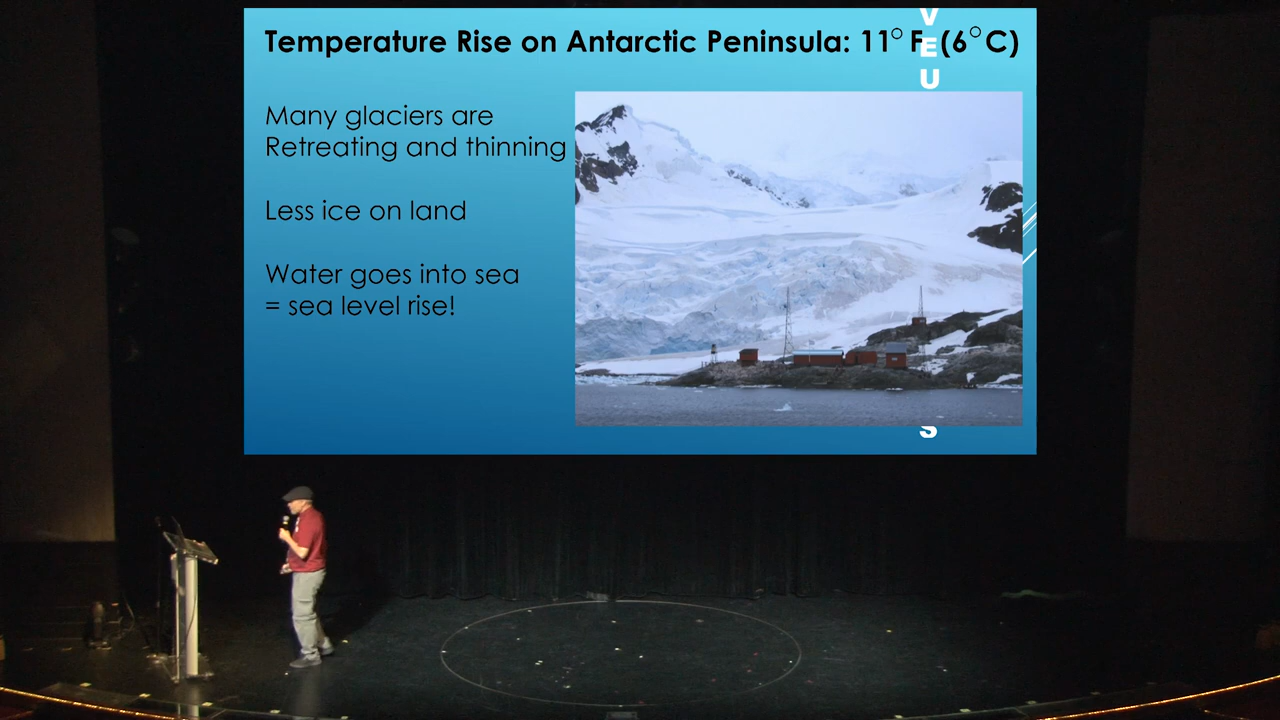 Temperature Rise on Antarctic Peninsula: 11° F (6°C)
Many glaciers are
Retreating and thinning
Less ice on land
Water goes into sea
= sea level rise!
V
E
U
S